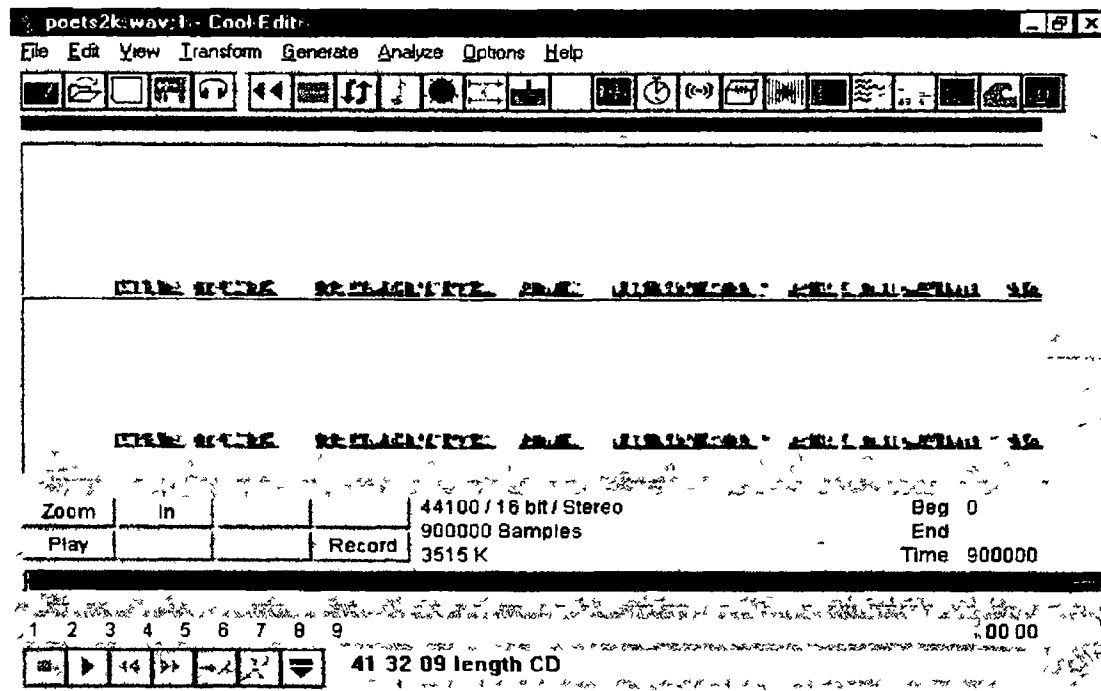 poets2k.wav;1 - Cool Edit
File Edit View Transform Generate Analyze Options Help
Zoom In 44100 / 16 bit / Stereo Beg 0
900000 Samples End
Play Record 3515 K Time 900000
1 2 3 4 5 6 7 8 9 00 00
41 32 09 length CD